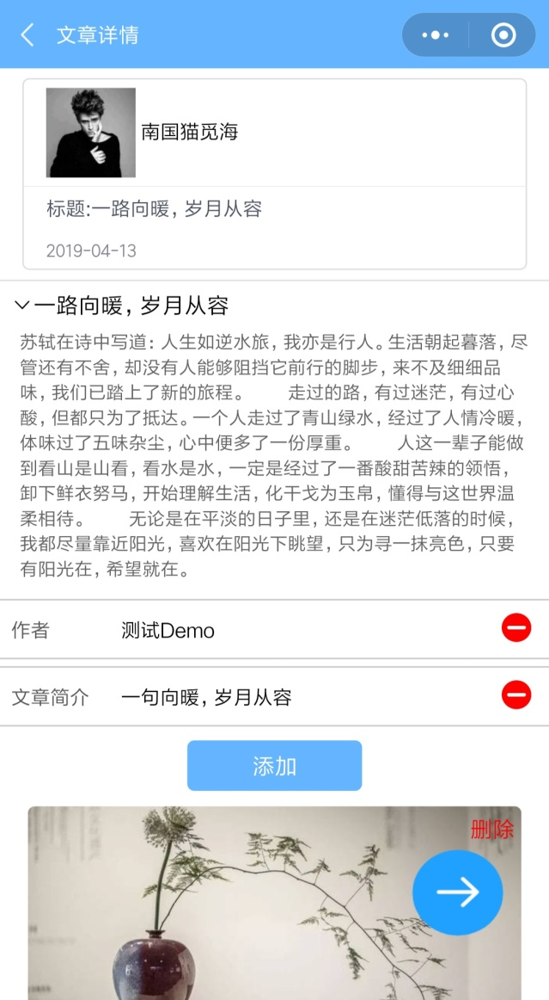 文章详情
南国猫觅海
标题:一路向暖，岁月从容
2019-04-13
一路向暖，岁月从容
苏轼在诗中写道：人生如逆水旅，我亦是行人。生活朝起暮落，尽
管还有不舍，却没有人能够阻挡它前行的脚步，来不及细细品
味，我们已踏上了新的旅程。 走过的路，有过迷茫，有过心
酸，但都只为了抵达。一个人走过了青山绿水，经过了人情冷暖，
体味过了五味杂尘，心中便多了一份厚重。 人这一辈子能做
到看山是山看，看水是水，一定是经过了一番酸甜苦辣的领悟，
卸下鲜衣努马，开始理解生活，化干戈为玉帛，懂得与这世界温
柔相待。 无论是在平淡的日子里，还是在迷茫低落的时候，
我都尽量靠近阳光，喜欢在阳光下眺望，只为寻一抹亮色，只要
有阳光在，希望就在。
作者 测试Demo
文章简介 一句向暖，岁月从容
添加
删除